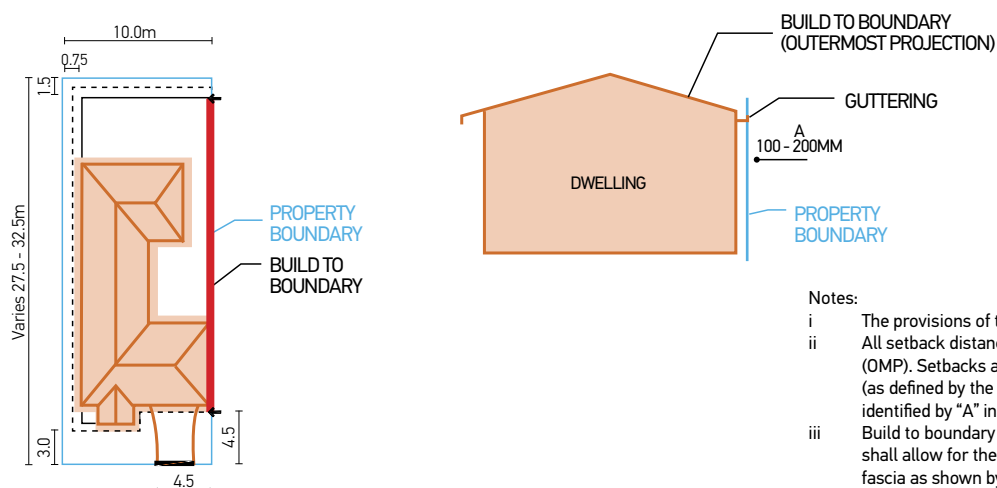 10.0m
0.75
1.5
Varies 27.5 - 32.5m
3.0
4.5
4.5
PROPERTY
BOUNDARY
BUILD TO
BOUNDARY
BUILD TO BOUNDARY
(OUTERMOST PROJECTION)
GUTTERING
A
100 - 200MM
DWELLING
PROPERTY
BOUNDARY
Notes:
i The provisions of
ii All setback distan
(OMP). Setbacks a
(as defined by the
identified by “A” in
iii Build to boundary
shall allow for the
fascia as shown by